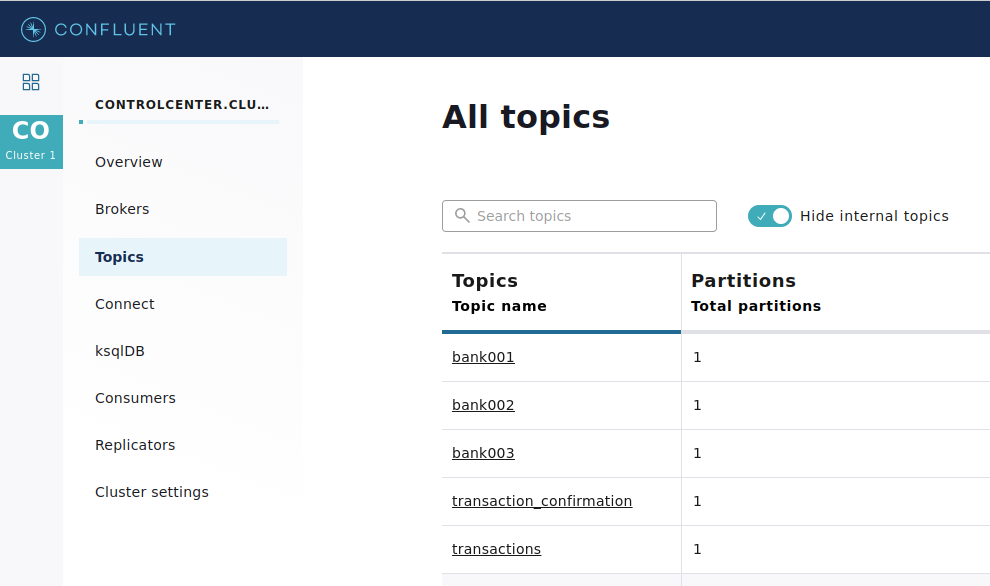 CONFLUENT
CO
Cluster 1
CONTROLCENTER.CLU...
Overview
Brokers
Topics
Connect
ksqlDB
Consumers
Replicators
Cluster settings
All topics
Search topics
Hide internal topics
Topics Partitions
Topic name Total partitions
bank001 1
bank002 1
bank003 1
transaction_confirmation 1
transactions 1